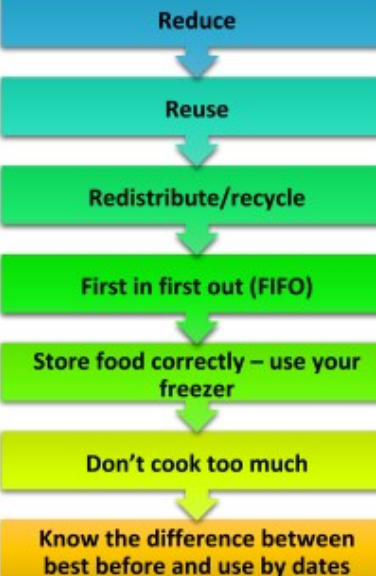 Reduce
Reuse
Redistribute/recycle
First in first out (FIFO)
Store food correctly – use your
freezer
Don’t cook too much
Know the difference between
best before and use by dates